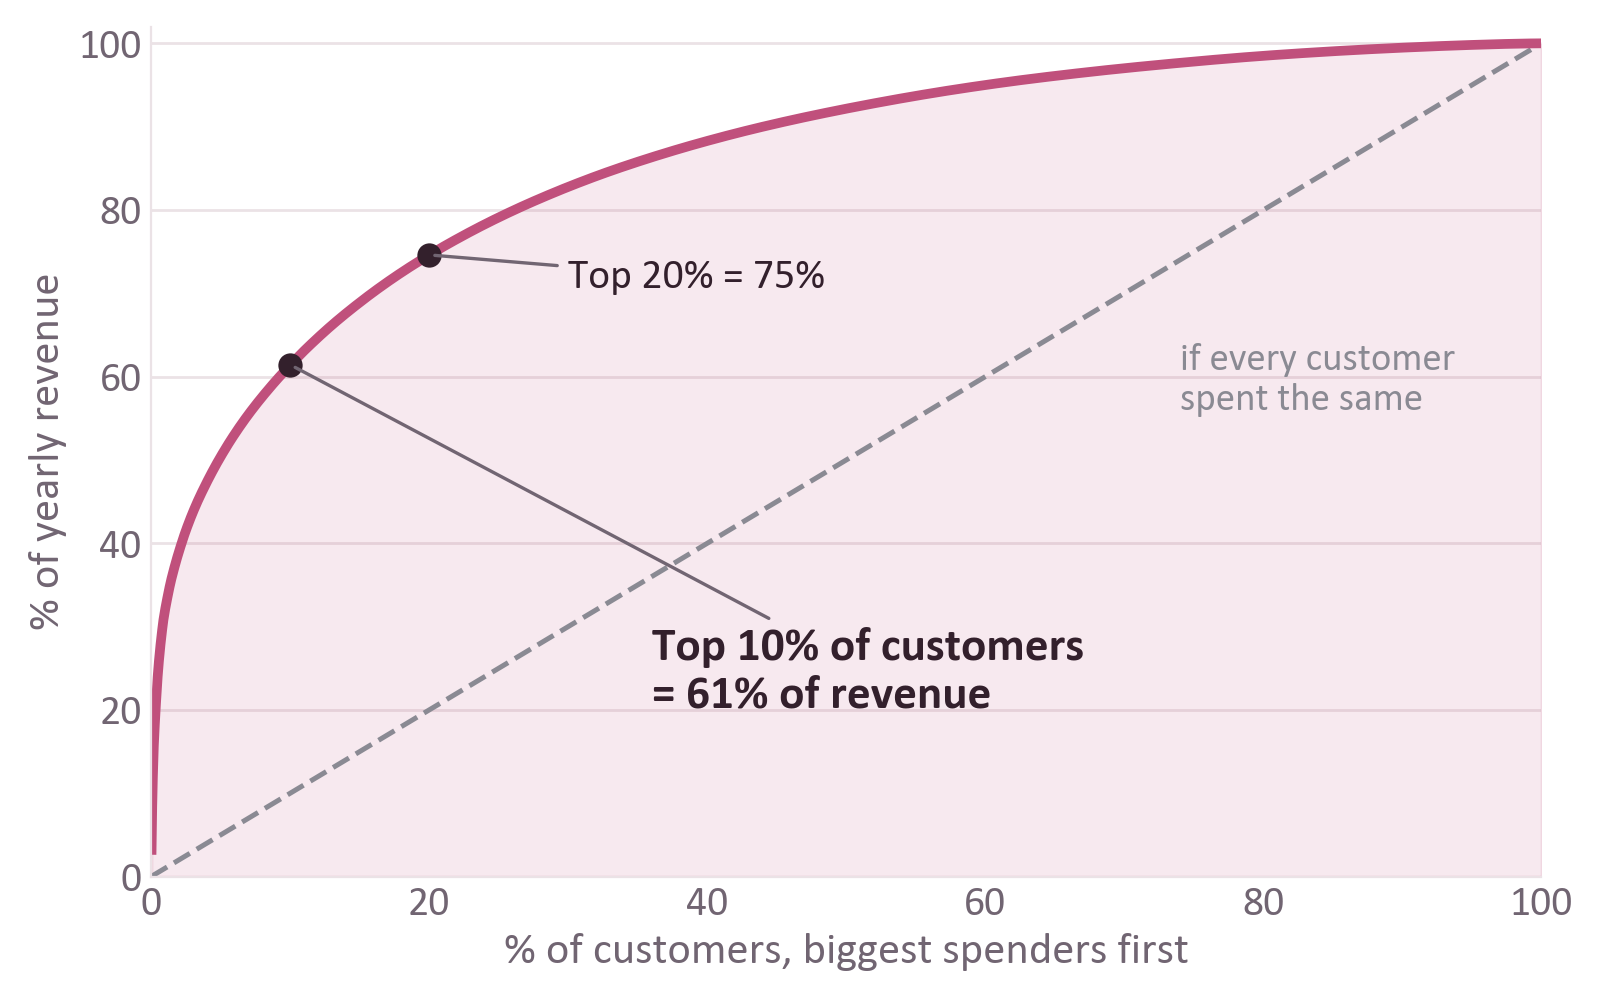 100
80
60
40
20
0
% of yearly revenue
Top 20% = 75%
if every customer
spent the same
Top 10% of customers
= 61% of revenue
0 20 40 60 80 100
% of customers, biggest spenders first